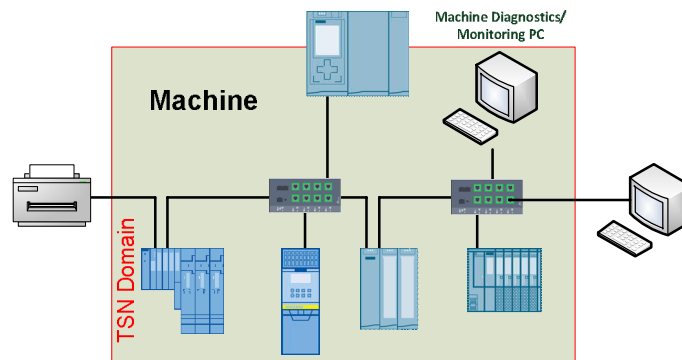 Machine Diagnostics/
Monitoring PC
Machine
TSN Domain